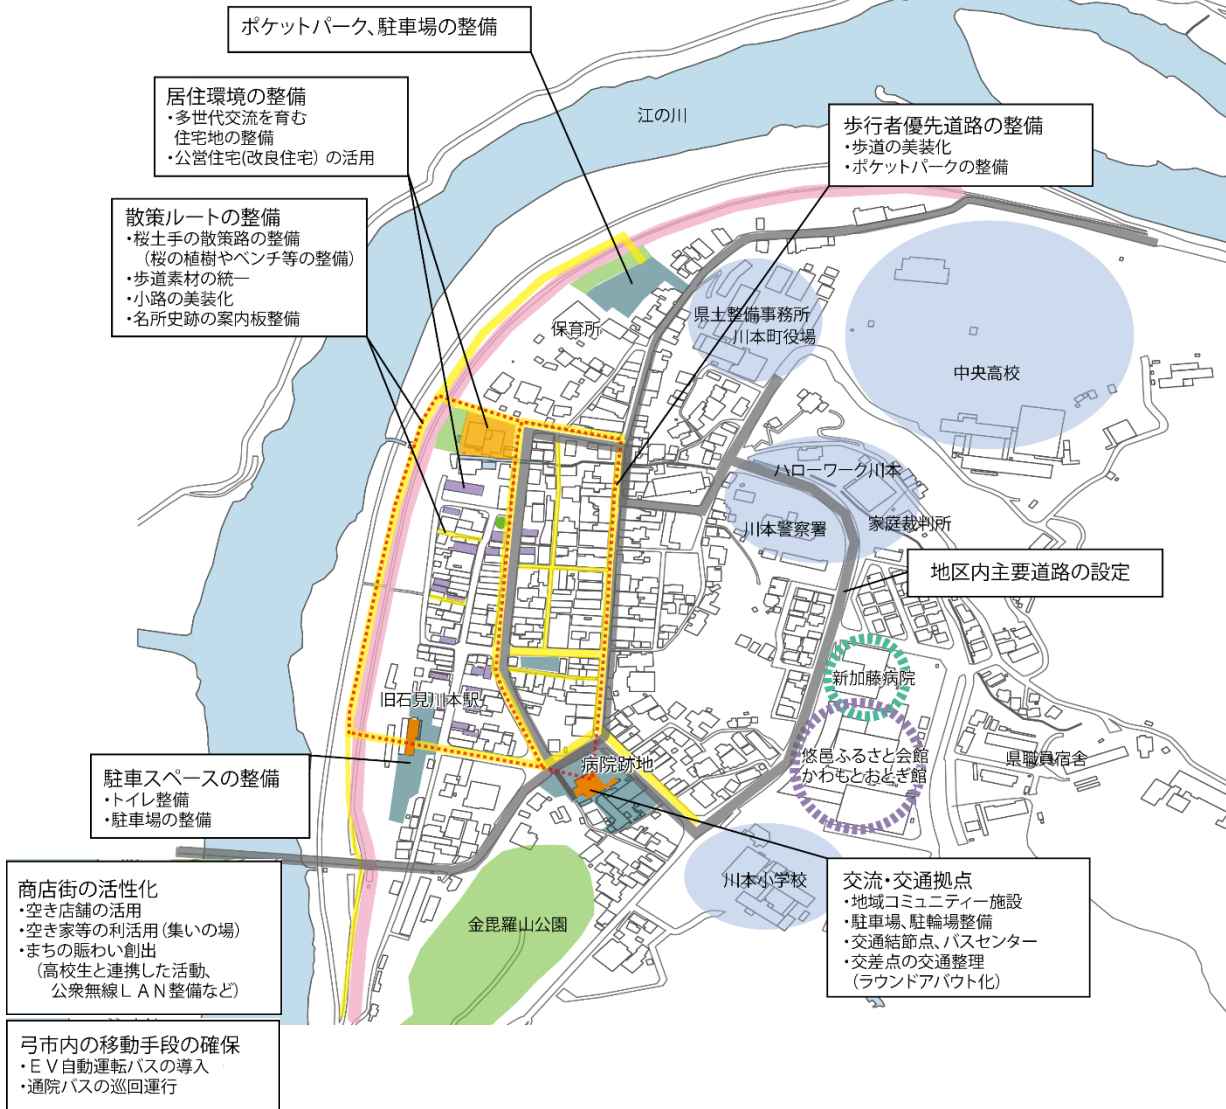 ポケットパーク、駐車場の整備
居住環境の整備
・多世代交流を育む
住宅地の整備
・公営住宅(改良住宅）の活用
散策ルートの整備
・桜土手の散策路の整備
（桜の植樹やベンチ等の整備）
・歩道素材の統一
・小路の美装化
・名所史跡の案内板整備
江の川
歩行者優先道路の整備
・歩道の美装化
・ポケットパークの整備
保育所
県土整備事務所
川本町役場
中央高校
ハローワーク川本
川本警察署
家庭裁判所
地区内主要道路の設定
新加藤病院
旧石見川本駅
悠邑ふるさと会館
かわもとおとぎ館
県職員宿舎
病院跡地
駐車スペースの整備
・トイレ整備
・駐車場の整備
川本小学校
金毘羅山公園
商店街の活性化
・空き店舗の活用
・空き家等の利活用（集いの場）
・まちの賑わい創出
（高校生と連携した活動、
公衆無線ＬＡＮ整備など）
交流・交通拠点
・地域コミュニティー施設
・駐車場、駐輪場整備
・交通結節点、バスセンター
・交差点の交通整理
（ラウンドアバウト化）
弓市内の移動手段の確保
・ＥＶ自動運転バスの導入
・通院バスの巡回運行